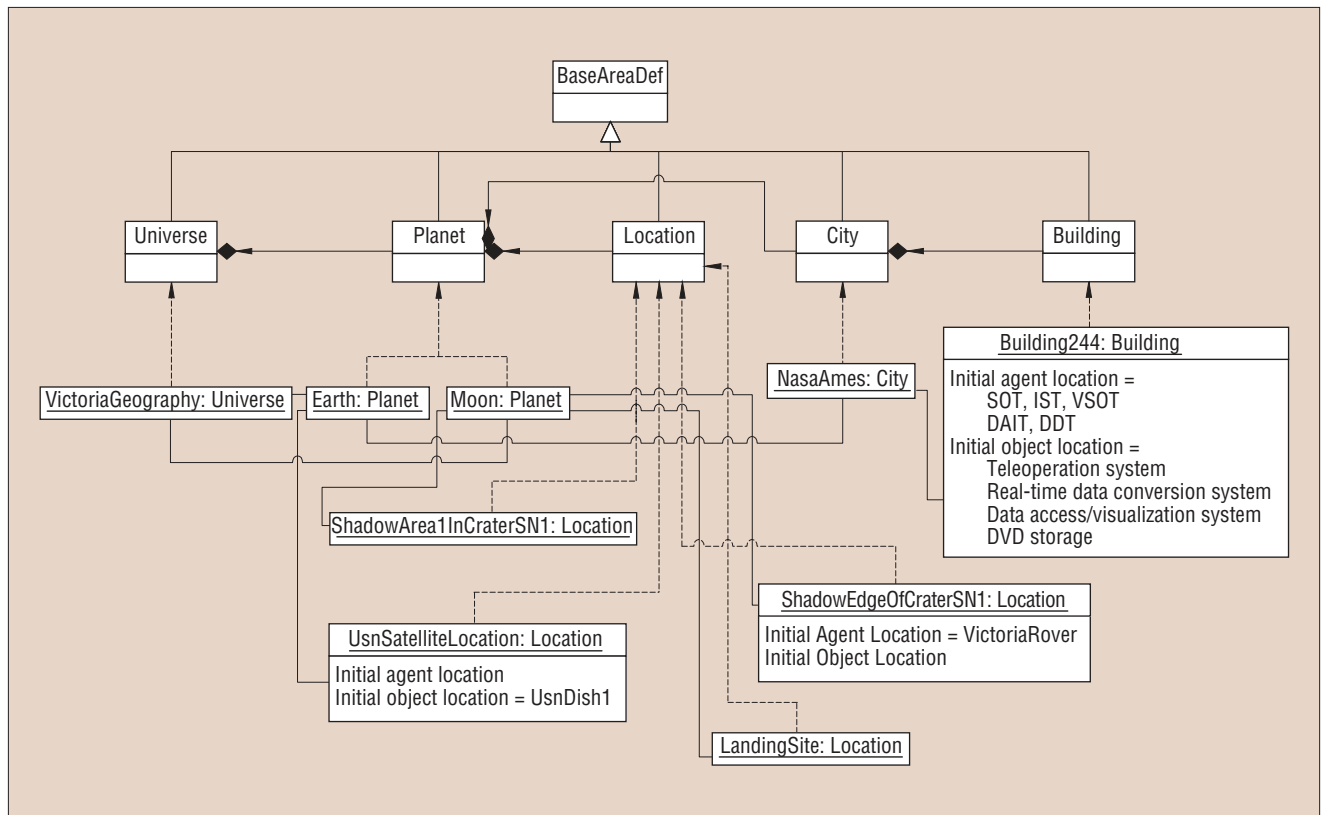 BaseAreaDef
Universe
Planet
Location
City
Building
VictoriaGeography: Universe
Earth: Planet
Moon: Planet
NasaAmes: City
Building244: Building
Initial agent location =
SOT, IST, VSOT
DAIT, DDT
Initial object location =
Teleoperation system
Real-time data conversion system
Data access/visualization system
DVD storage
ShadowArea1InCraterSN1: Location
UsnSatelliteLocation: Location
Initial agent location
Initial object location = UsnDish1
ShadowEdgeOfCraterSN1: Location
Initial Agent Location = VictoriaRover
Initial Object Location
LandingSite: Location